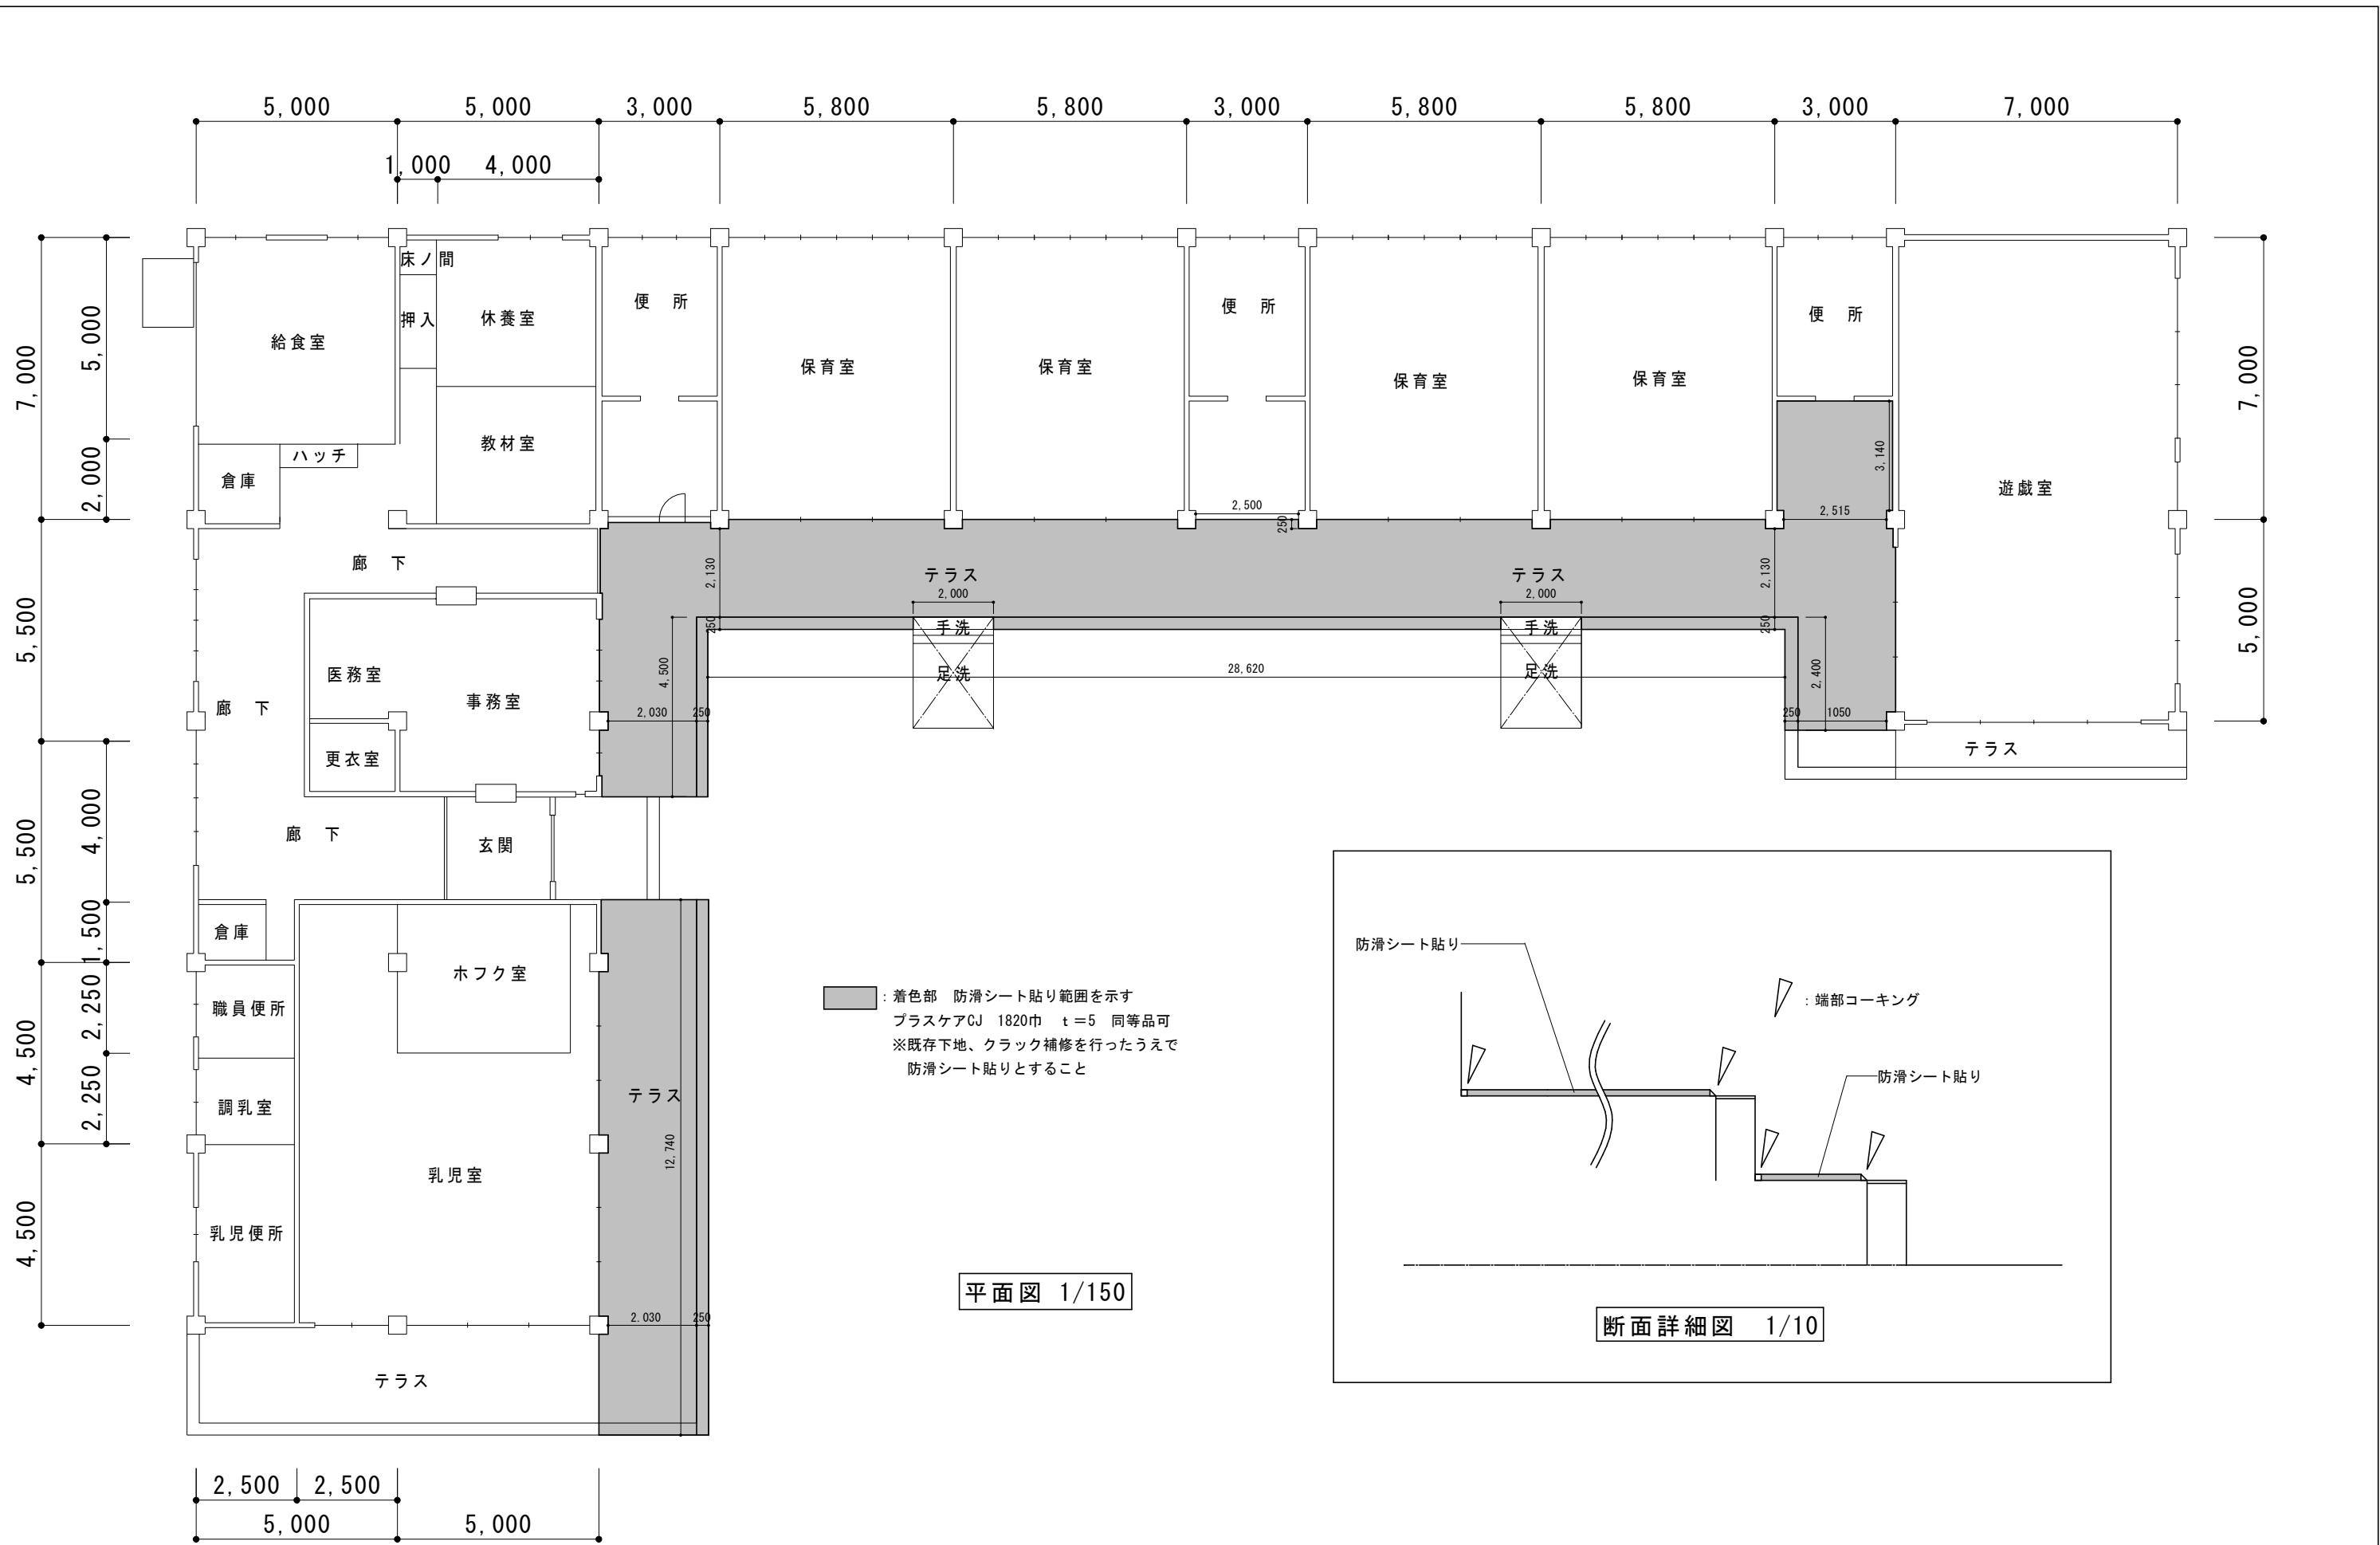 5,000 5,000 3,000 5,800 5,800 3,000 5,800 5,800 3,000 7,000
1,000 4,000
7,000
5,000
2,000
5,500
5,500
4,000
1,500
4,500
2,250
2,250
4,500
7,000
5,000
床ノ間
押入
休養室
給食室
教材室
ハッチ
倉庫
便 所
保育室
保育室
便 所
保育室
保育室
便 所
遊戯室
3,140
2,515
2,500
250
廊 下
2,130
テラス
テラス
2,130
2,000
2,000
250
手洗
手洗
250
足洗
足洗
28,620
4,500
2,400
2,030 250
250 1050
テラス
医務室
事務室
廊 下
更衣室
廊 下
玄関
倉庫
ホフク室
職員便所
調乳室
乳児室
乳児便所
テラス
12,740
2.030 250
テラス
2,500 2,500
5,000 5,000
:着色部 防滑シート貼り範囲を示す
プラスケアCJ 1820巾 t=5 同等品可
※既存下地、クラック補修を行ったうえで
防滑シート貼りとすること
平面図 1/150
防滑シート貼り
:端部コーキング
防滑シート貼り
断面詳細図 1/10